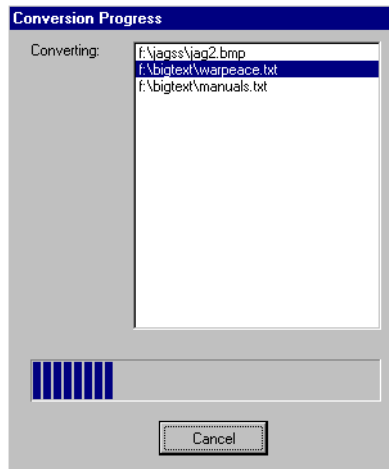 Conversion Progress
Converting:
f:\jagss\jag2.bmp
f:\bigtext\warpeace.txt
f:\bigtext\manuals.txt
Cancel